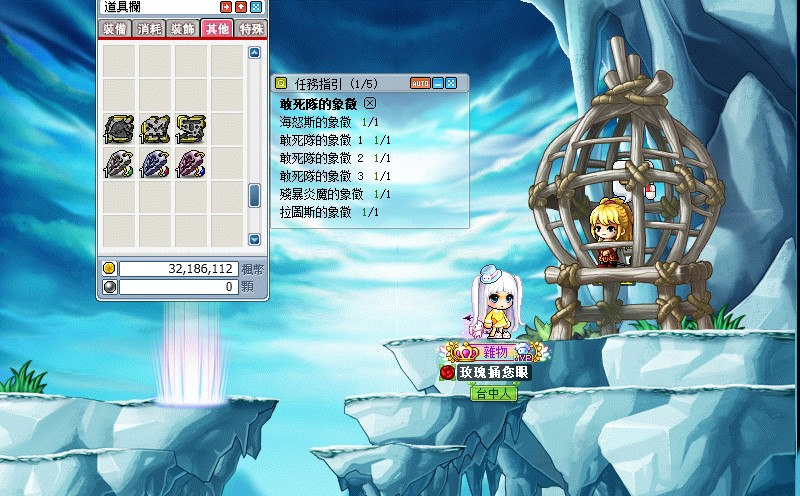 道具欄
裝備 消耗 裝飾 其他 特殊
32,186,112 楓幣
0 顆
任務指引 (1/5) AUTO
敢死隊的象徵
海怒斯的象徵 1/1
敢死隊的象徵 1 1/1
敢死隊的象徵 2 1/1
敢死隊的象徵 3 1/1
殘暴炎魔的象徵 1/1
拉圖斯的象徵 1/1
雜物
玫瑰捅您眼
台中人